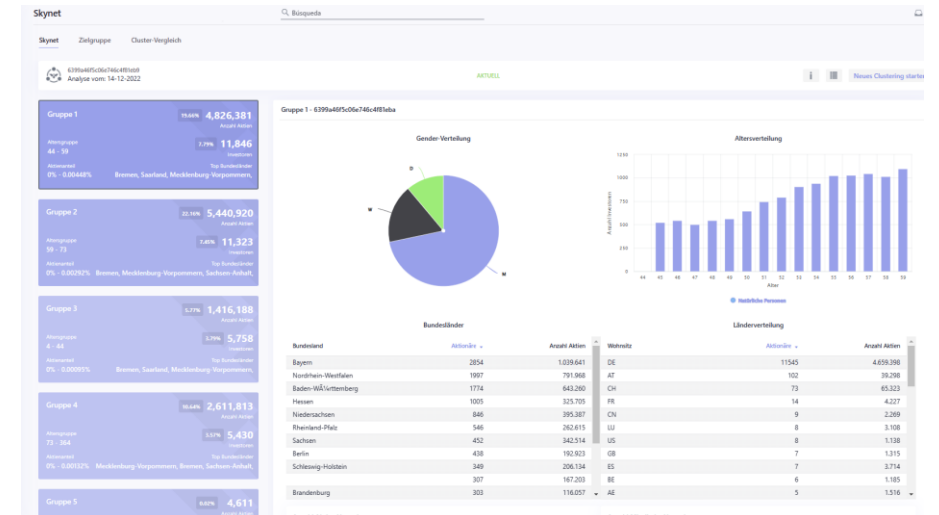 Skynet
Búsqueda
Skynet Zielgruppe Cluster-Vergleich
6399a46f5c06e746c4f81eb9
Analyse vom: 14-12-2022
AKTUELL
Neues Clustering starten
Gruppe 1
19.66% 4,826,381
Anzahl Aktien
Altersgruppe
7.79% 11,846
44 - 59
Investoren
Aktienanteil Top Bundesländer
0% - 0.00448% Bremen, Saarland, Mecklenburg-Vorpommern,
Gruppe 2
22.16% 5,440,920
Anzahl Aktien
Altersgruppe
7.45% 11,323
59 - 73
Investoren
Aktienanteil Top Bundesländer
0% - 0.00292% Bremen, Mecklenburg-Vorpommern, Sachsen-Anhalt,
Gruppe 3
5.77% 1,416,188
Anzahl Aktien
Altersgruppe
3.79% 5,758
4 - 44
Investoren
Aktienanteil Top Bundesländer
0% - 0.00085% Bremen, Saarland, Mecklenburg-Vorpommern,
Gruppe 4
10.64% 2,611,813
Anzahl Aktien
Altersgruppe
3.57% 5,430
73 - 384
Investoren
Aktienanteil Top Bundesländer
0% - 0.00132% Mecklenburg-Vorpommern, Bremen, Sachsen-Anhalt,
Gruppe 5
0.02% 4,611
Gruppe 1 - 6399a46f5c06e746c4f81eba
Gender-Verteilung
D
W
M
Altersverteilung
1250
1000
750
500
250
0
Anzahl Investoren
44 45 46 47 48 49 50 51 52 53 54 55 56 57 58 59
Alter
Natürliche Personen
Bundesländer
Bundesland Aktionäre Anzahl Aktien
Bayern 2854 1.039.641
Nordrhein-Westfalen 1997 791.968
Baden-WÃ¼rttemberg 1774 643.260
Hessen 1005 325.705
Niedersachsen 846 395.387
Rheinland-Pfalz 546 262.615
Sachsen 452 342.514
Berlin 438 192.923
Schleswig-Holstein 349 206.134
307 167.203
Brandenburg 303 116.057
Länderverteilung
Wohnsitz Aktionäre Anzahl Aktien
DE 11545 4.659.398
AT 102 39.298
CH 73 65.323
FR 14 4.227
CN 9 2.269
LU 8 3.108
US 8 1.138
GB 7 1.315
ES 7 3.714
BE 6 1.185
AE 5 1.516